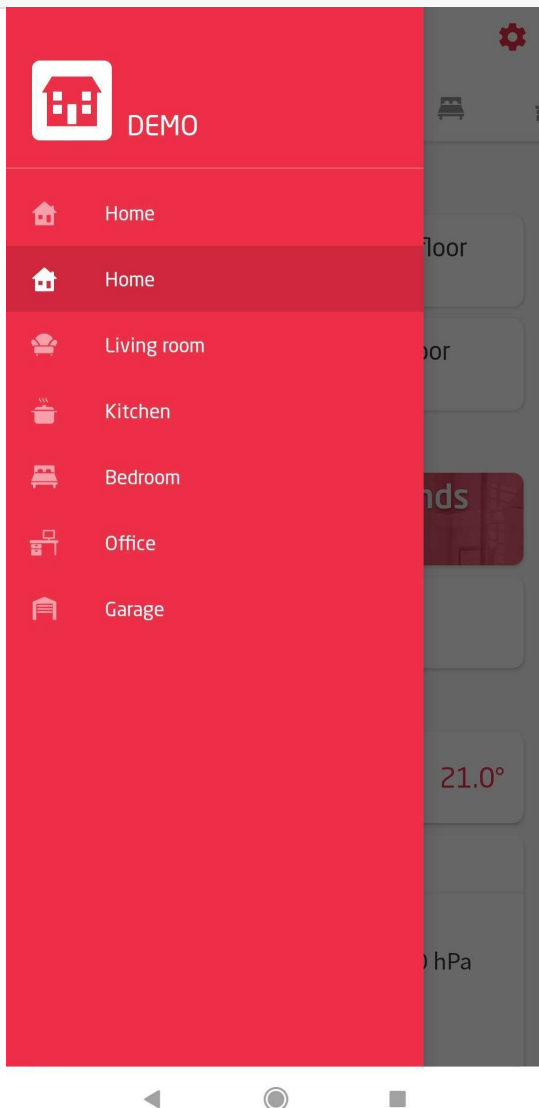 DEMO
Home
Home
floor
Living room
oor
Kitchen
Bedroom
nds
Office
Garage
21.0°
hPa